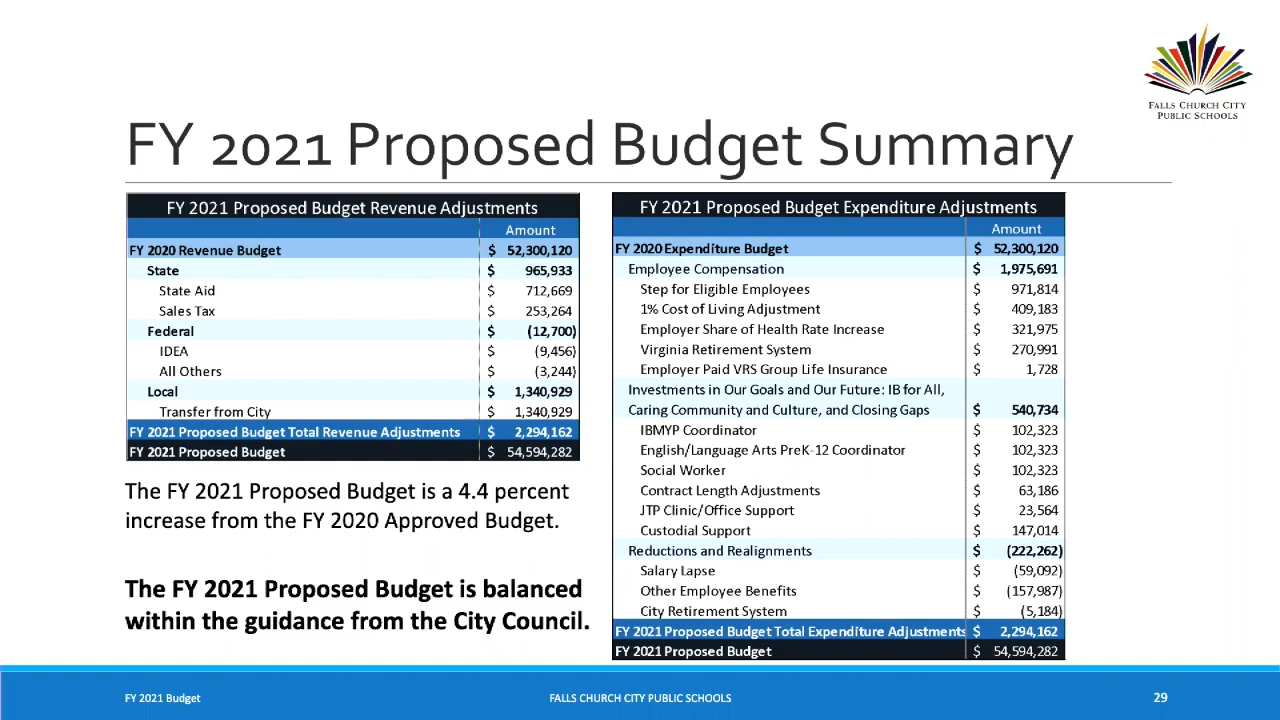 FALLS CHURCH CITY
PUBLIC SCHOOLS
FY 2021 Proposed Budget Summary
FY 2021 Proposed Budget Revenue Adjustments
Amount
FY 2020 Revenue Budget $ 52,300,120
State $ 965,933
State Aid $ 712,669
Sales Tax $ 253,264
Federal $ (12,700)
IDEA $ (9,456)
All Others $ (3,244)
Local $ 1,340,929
Transfer from City $ 1,340,929
FY 2021 Proposed Budget Total Revenue Adjustments $ 2,294,162
FY 2021 Proposed Budget $ 54,594,282
The FY 2021 Proposed Budget is a 4.4 percent
increase from the FY 2020 Approved Budget.
The FY 2021 Proposed Budget is balanced
within the guidance from the City Council.
FY 2021 Proposed Budget Expenditure Adjustments
Amount
FY 2020 Expenditure Budget $ 52,300,120
Employee Compensation $ 1,975,691
Step for Eligible Employees $ 971,814
1% Cost of Living Adjustment $ 409,183
Employer Share of Health Rate Increase $ 321,975
Virginia Retirement System $ 270,991
Employer Paid VRS Group Life Insurance $ 1,728
Investments in Our Goals and Our Future: IB for All,
Caring Community and Culture, and Closing Gaps $ 540,734
IBMYP Coordinator $ 102,323
English/Language Arts PreK-12 Coordinator $ 102,323
Social Worker $ 102,323
Contract Length Adjustments $ 63,186
JTP Clinic/Office Support $ 23,564
Custodial Support $ 147,014
Reductions and Realignments $ (222,262)
Salary Lapse $ (59,092)
Other Employee Benefits $ (157,987)
City Retirement System $ (5,184)
FY 2021 Proposed Budget Total Expenditure Adjustments $ 2,294,162
FY 2021 Proposed Budget $ 54,594,282
FY 2021 Budget
FALLS CHURCH CITY PUBLIC SCHOOLS
29